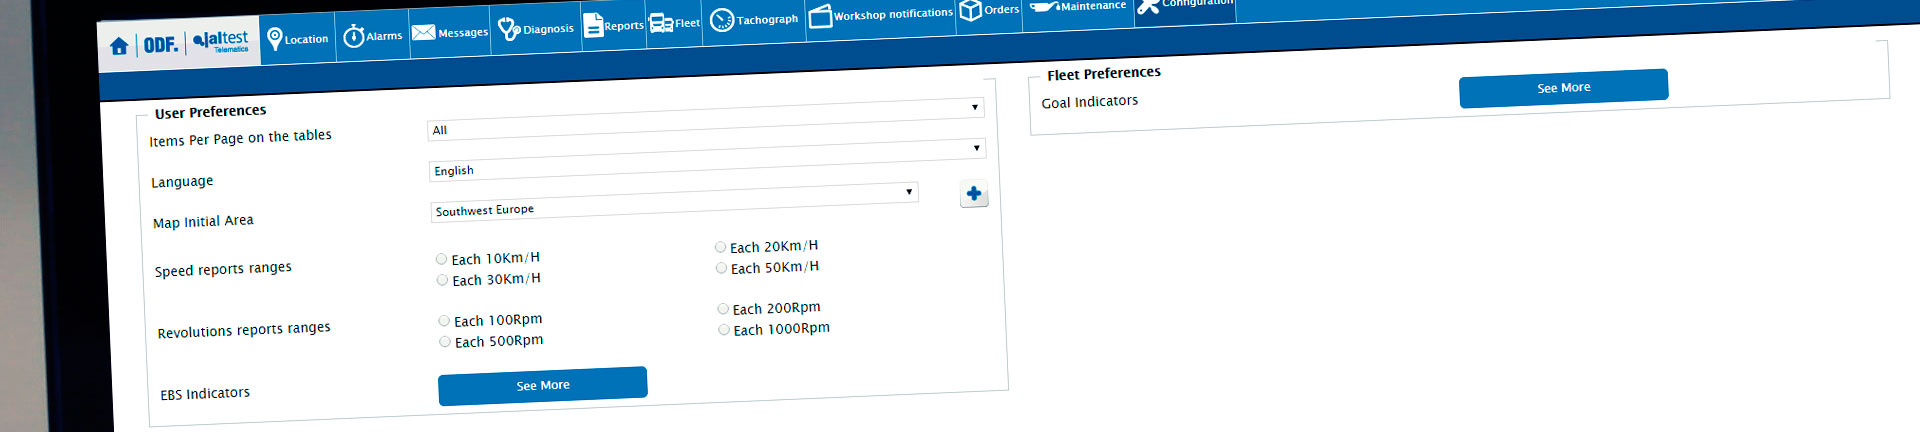 ODF.
jaltest
Telematics
Location
Alarms
Messages
Diagnosis
Reports
Fleet
Tachograph
Workshop notifications
Orders
Maintenance
Configuration
User Preferences
Items Per Page on the tables
All
Language
English
Map Initial Area
Southwest Europe
Speed reports ranges
Each 10Km/H
Each 20Km/H
Each 30Km/H
Each 50Km/H
Revolutions reports ranges
Each 100Rpm
Each 200Rpm
Each 500Rpm
Each 1000Rpm
EBS Indicators
See More
Fleet Preferences
Goal Indicators
See More